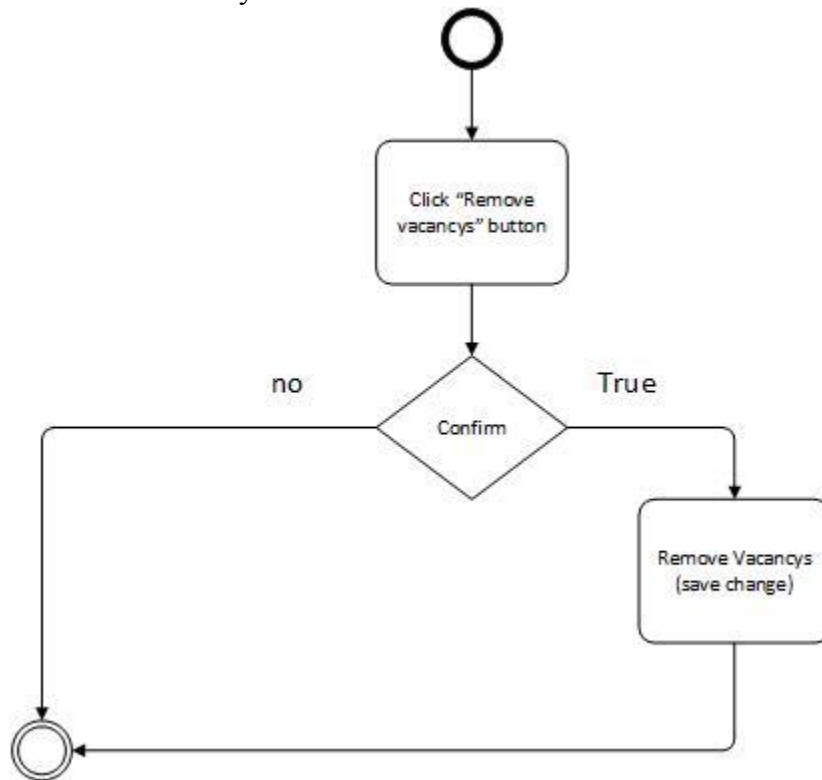 Click “Remove
vacancys” button
no
True
Confirm
Remove Vacancys
(save change)